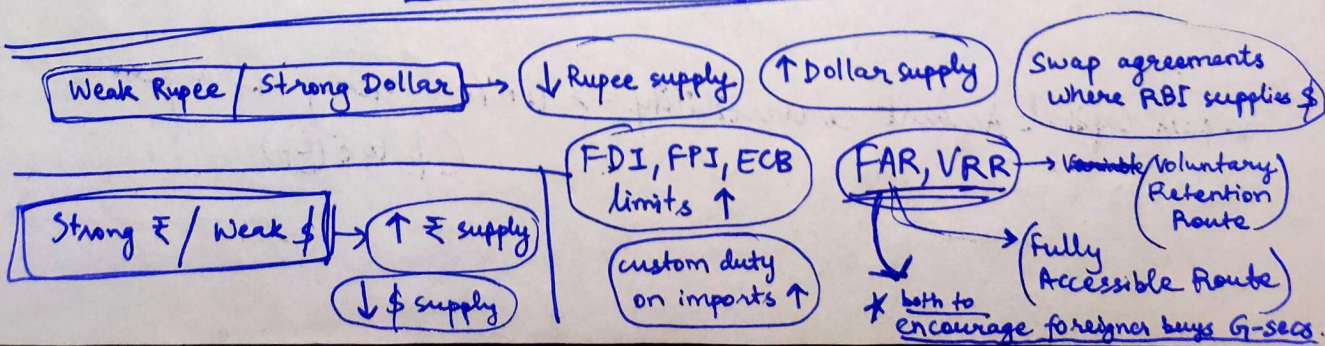 Weak Rupee / Strong Dollar → ↓ Rupee supply
↑ Dollar supply
Swap agreements
where RBI supplies $
FDI, FPI, ECB
limits ↑
custom duty
on imports ↑
FAR, VRR → (Voluntary
Retention
Route)
(Fully
Accessible Route)
* both to
encourage foreigner buys G-secs.
Strong ₹ / Weak $ → ↑ ₹ supply
↓ $ supply